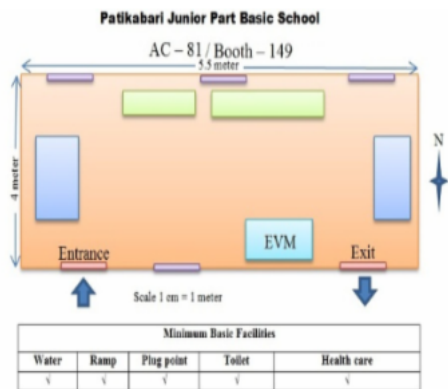 Patikabari Junior Part Basic School
AC – 81 / Booth – 149
5.5 meter
4 meter
N
EVM
Entrance
Exit
Scale 1 cm = 1 meter
Minimum Basic Facilities
Water Ramp Plug point Toilet Health care
√ √ √ √ √